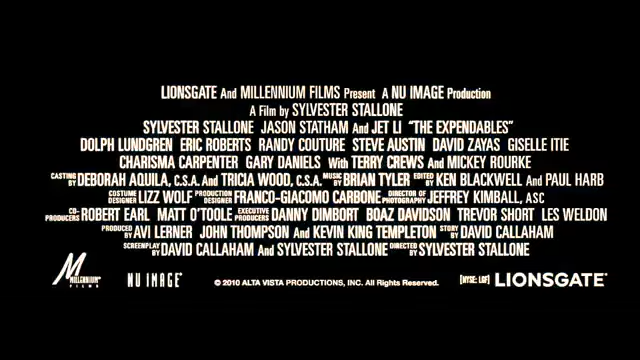 LIONSGATE And MILLENNIUM FILMS Present A NU IMAGE Production
A Film by SYLVESTER STALLONE
SYLVESTER STALLONE JASON STATHAM And JET LI "THE EXPENDABLES"
DOLPH LUNDGREN ERIC ROBERTS RANDY COUTURE STEVE AUSTIN DAVID ZAYAS GISELLE ITIE
CHARISMA CARPENTER GARY DANIELS With TERRY CREWS And MICKEY ROURKE
CASTING BY DEBORAH AQUILA, C.S.A. And TRICIA WOOD, C.S.A. MUSIC BY BRIAN TYLER EDITED BY KEN BLACKWELL And PAUL HARB
COSTUME DESIGNER LIZZ WOLF PRODUCTION DESIGNER FRANCO-GIACOMO CARBONE DIRECTOR OF PHOTOGRAPHY JEFFREY KIMBALL, ASC
CO-PRODUCERS ROBERT EARL MATT O'TOOLE EXECUTIVE PRODUCERS DANNY DIMBORT BOAZ DAVIDSON TREVOR SHORT LES WELDON
PRODUCED BY AVI LERNER JOHN THOMPSON And KEVIN KING TEMPLETON STORY BY DAVID CALLAHAM
SCREENPLAY BY DAVID CALLAHAM And SYLVESTER STALLONE DIRECTED BY SYLVESTER STALLONE
M MILLENNIUM FILMS NU IMAGE © 2010 ALTA VISTA PRODUCTIONS, INC. All Rights Reserved. [NYSE: LGF] LIONSGATE